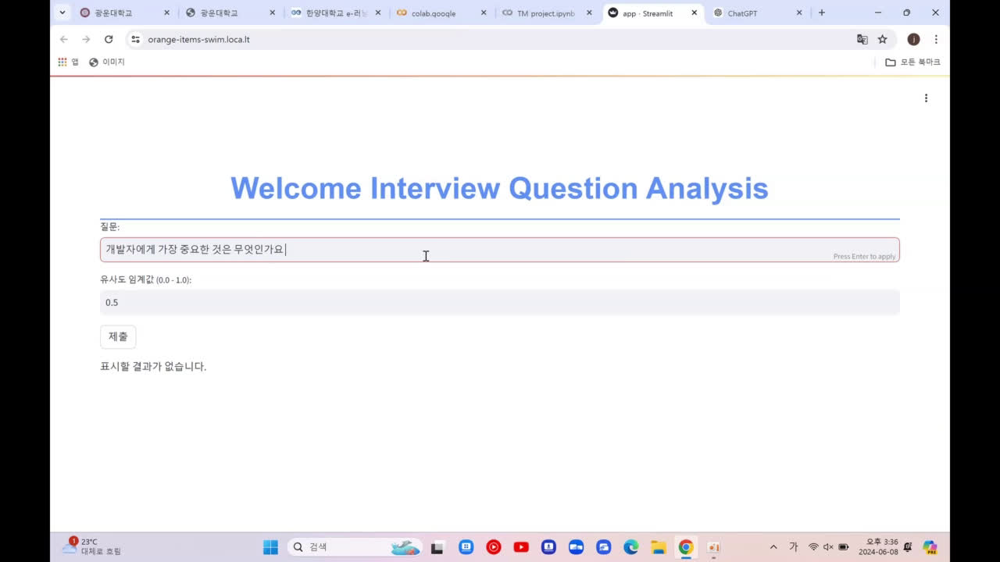 광운대학교
광운대학교
한양대학교 e-러닝
colab.google
TM project.ipynb
app · Streamlit
ChatGPT
orange-items-swim.loca.lt
앱
이미지
모든 북마크
Welcome Interview Question Analysis
질문:
개발자에게 가장 중요한 것은 무엇인가요
Press Enter to apply
유사도 임계값 (0.0 - 1.0):
0.5
제출
표시할 결과가 없습니다.
1
23°C
대체로 흐림
검색
가
오후 3:36
2024-06-08